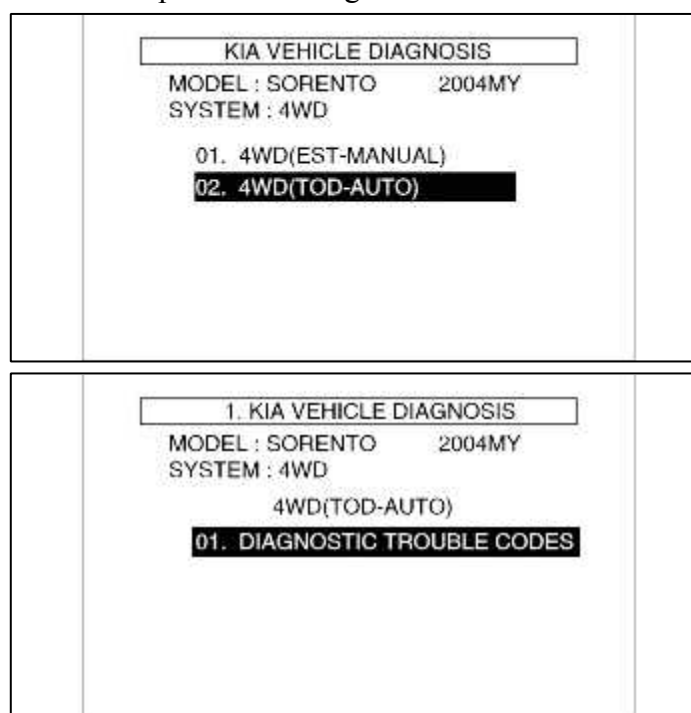 KIA VEHICLE DIAGNOSIS
MODEL : SORENTO 2004MY
SYSTEM : 4WD
01. 4WD(EST-MANUAL)
02. 4WD(TOD-AUTO)
1. KIA VEHICLE DIAGNOSIS
MODEL : SORENTO 2004MY
SYSTEM : 4WD
4WD(TOD-AUTO)
01. DIAGNOSTIC TROUBLE CODES